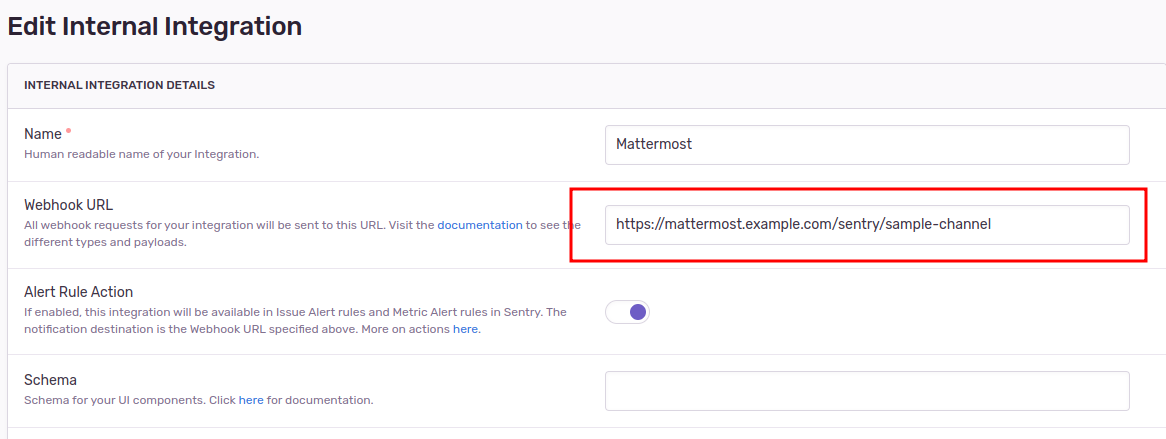 Edit Internal Integration
INTERNAL INTEGRATION DETAILS
Name *
Human readable name of your Integration.
Mattermost
Webhook URL
All webhook requests for your integration will be sent to this URL. Visit the documentation to see the
different types and payloads.
https://mattermost.example.com/sentry/sample-channel
Alert Rule Action
If enabled, this integration will be available in Issue Alert rules and Metric Alert rules in Sentry. The
notification destination is the Webhook URL specified above. More on actions here.
Schema
Schema for your UI components. Click here for documentation.